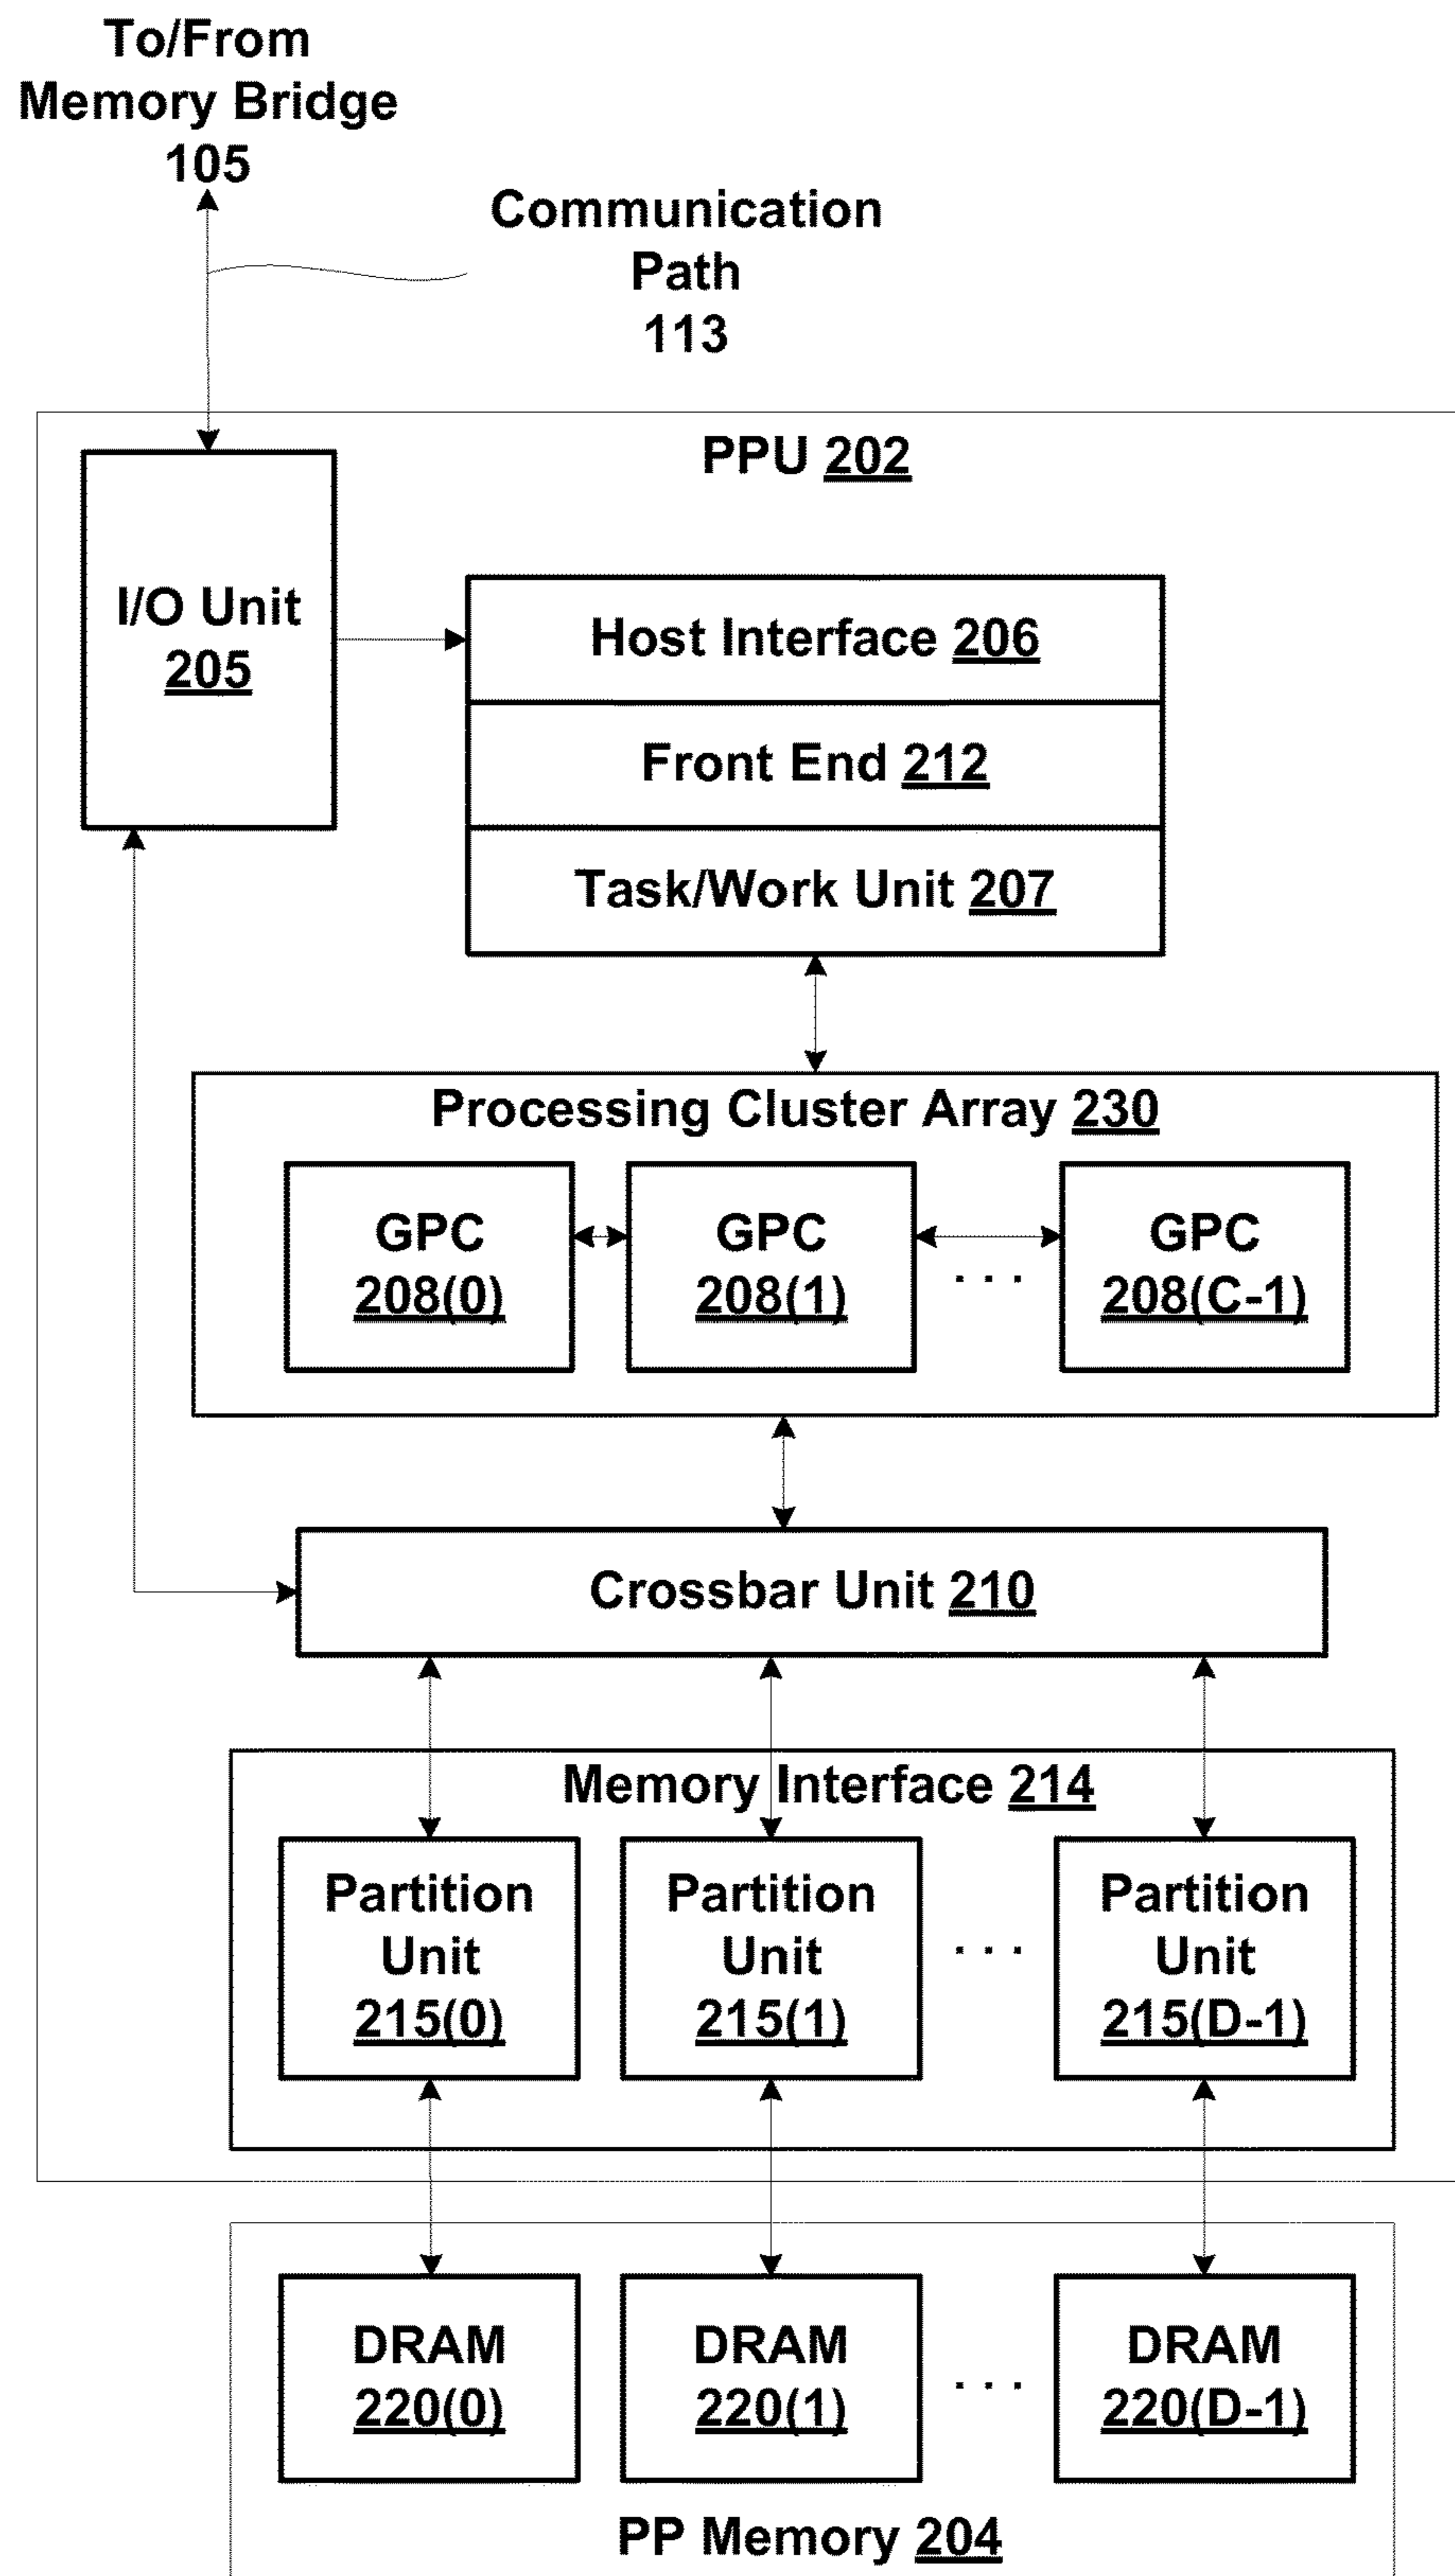 To/From
Memory Bridge
105
Communication
Path
113
PPU 202
I/O Unit
205
Host Interface 206
Front End 212
Task/Work Unit 207
Processing Cluster Array 230
GPC
208(0)
GPC
208(1)
. . .
GPC
208(C-1)
Crossbar Unit 210
Memory Interface 214
Partition
Unit
215(0)
Partition
Unit
215(1)
. . .
Partition
Unit
215(D-1)
DRAM
220(0)
DRAM
220(1)
. . .
DRAM
220(D-1)
PP Memory 204